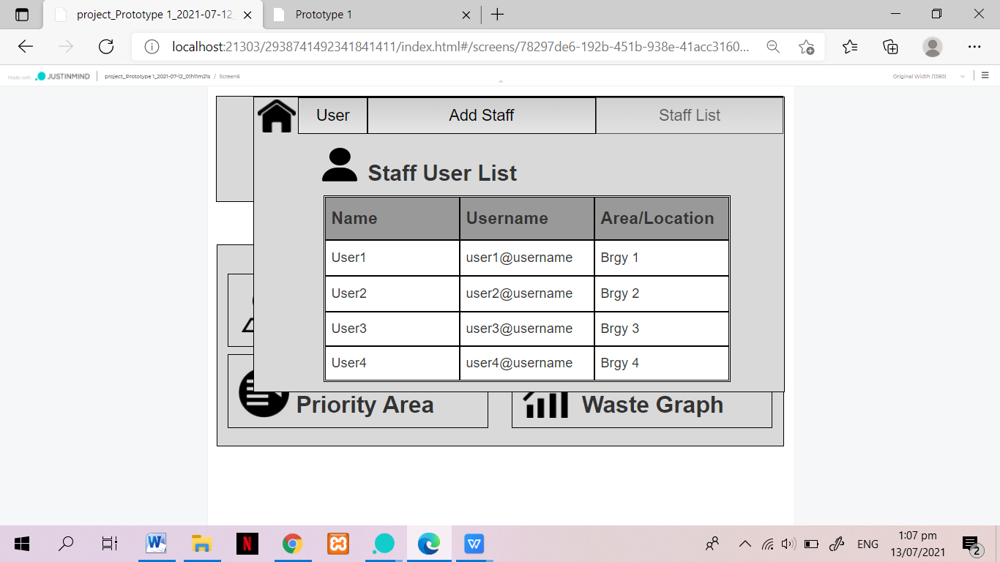 project_Prototype 1_2021-07-12_
Prototype 1
localhost:21303/2938741492341841411/index.html#/screens/78297de6-192b-451b-938e-41acc3160...
Made with JUSTINMIND project_Prototype 1_2021-07-12_01h11m21s / Screen6
Original Width (1280)
User
Add Staff
Staff List
Staff User List
Name Username Area/Location
User1 user1@username Brgy 1
User2 user2@username Brgy 2
User3 user3@username Brgy 3
User4 user4@username Brgy 4
Priority Area
Waste Graph
W
N
W
ENG
1:07 pm
13/07/2021
2